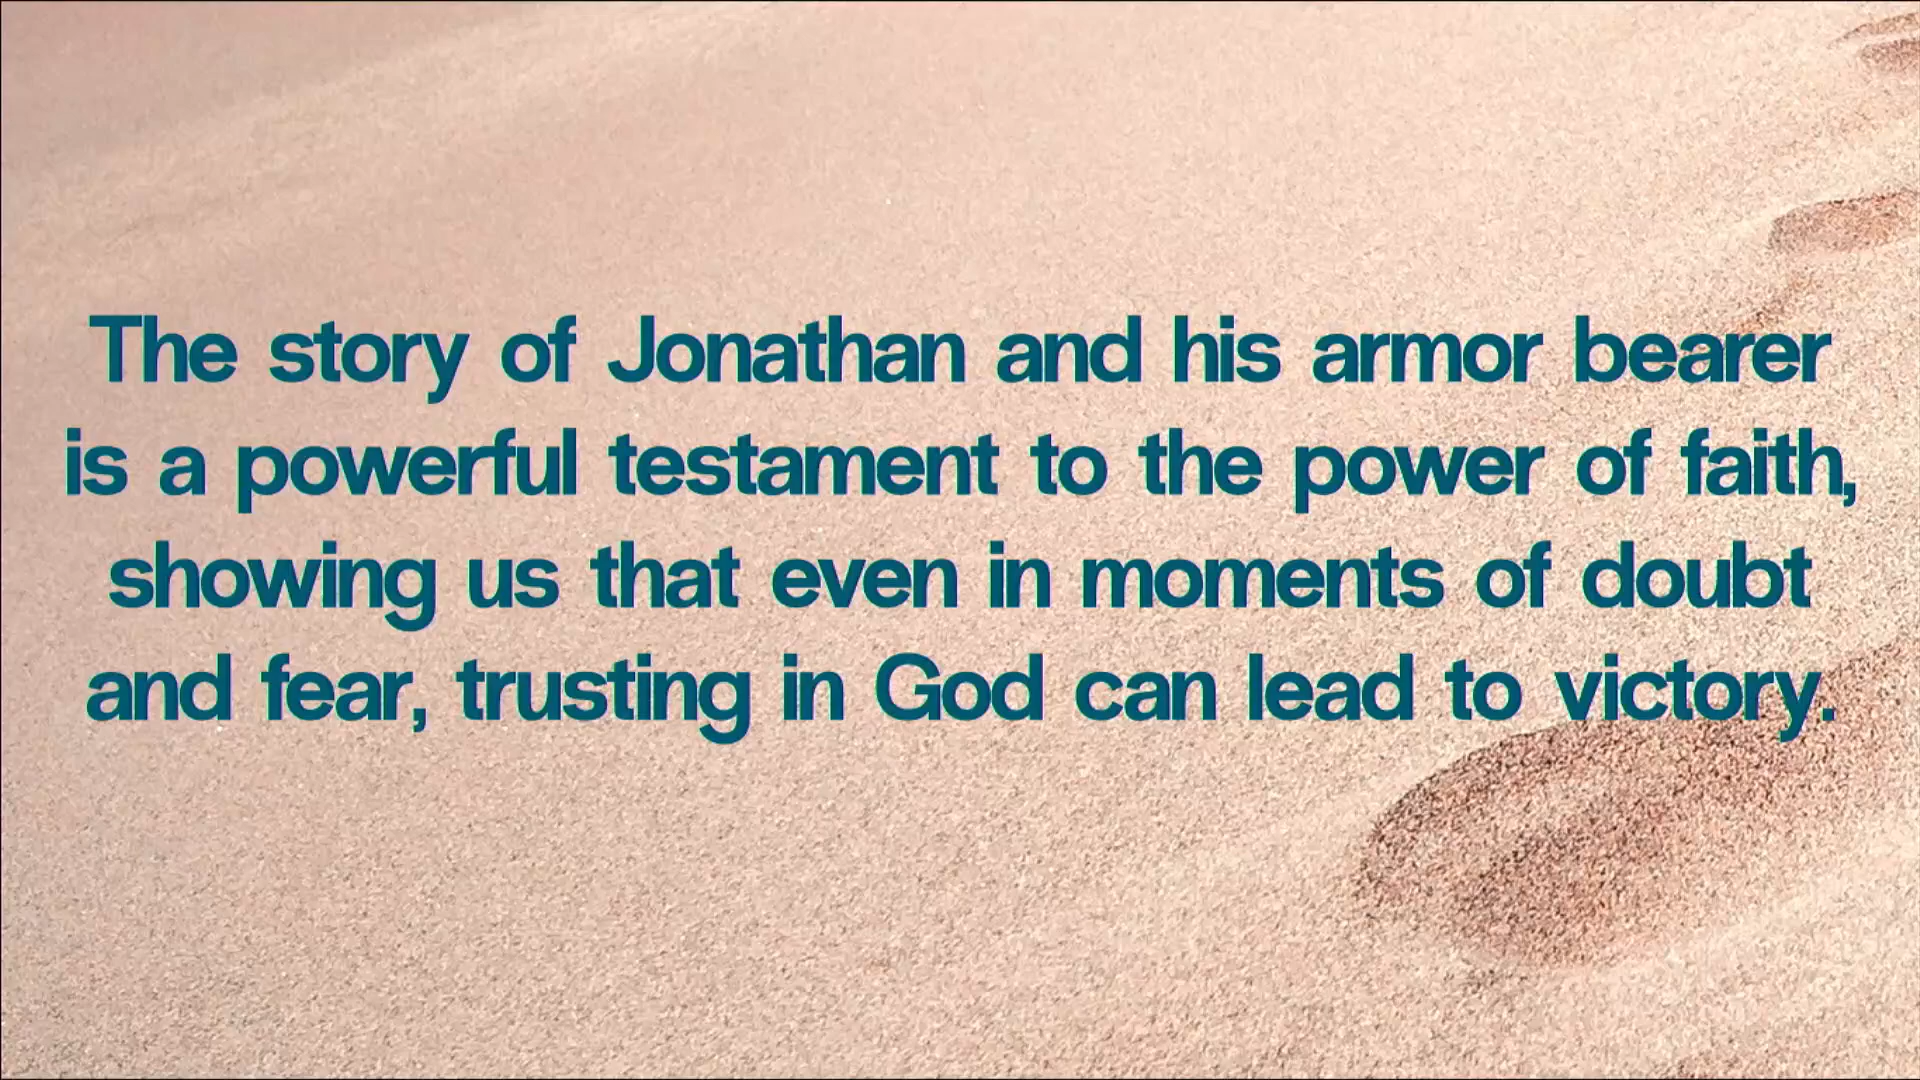 The story of Jonathan and his armor bearer
is a powerful testament to the power of faith,
showing us that even in moments of doubt
and fear, trusting in God can lead to victory.